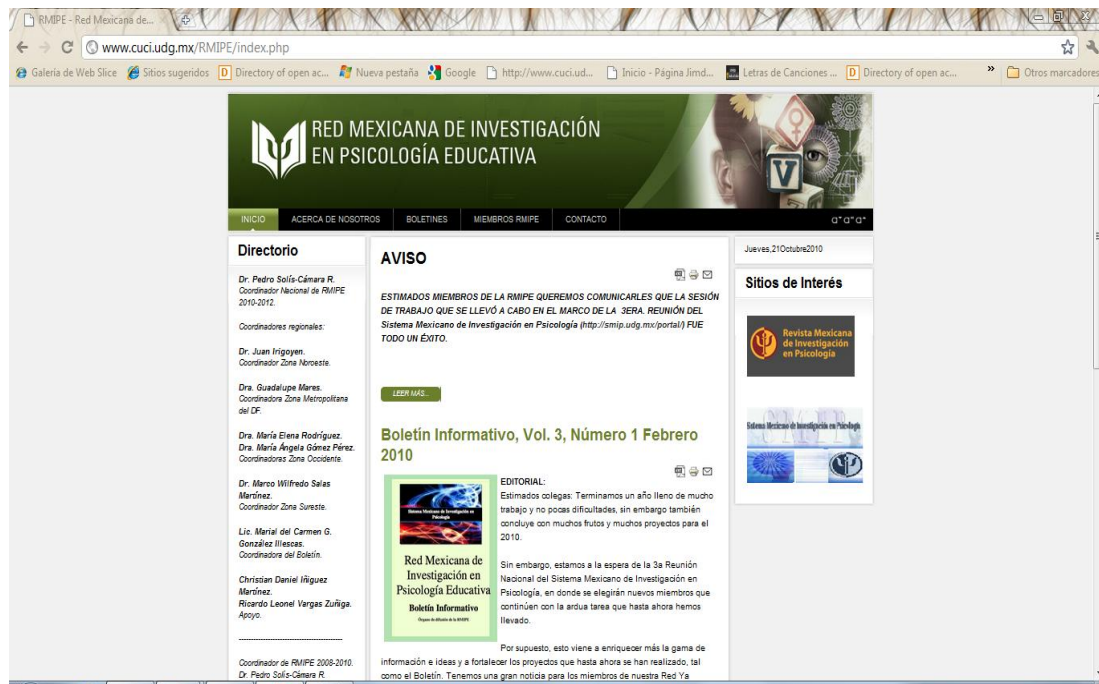 RMIPE - Red Mexicana de...
www.cuci.udg.mx/RMIPE/index.php
Galería de Web Slice
Sitios sugeridos
Directory of open ac...
Nueva pestaña
Google
http://www.cuci.ud...
Inicio - Página Jimd...
Letras de Canciones ...
Directory of open ac...
»
Otros marcadores
RED MEXICANA DE INVESTIGACIÓN
EN PSICOLOGÍA EDUCATIVA
V
INICIO
ACERCA DE NOSOTROS
BOLETINES
MIEMBROS RMIPE
CONTACTO
Directorio
Dr. Pedro Solís-Cámara R.
Coordinador Nacional de RMIPE
2010-2012.
Coordinadores regionales:
Dr. Juan Irigoyen.
Coordinador Zona Noroeste.
Dra. Guadalupe Mares.
Coordinadora Zona Metropolitana
del DF.
Dra. María Elena Rodríguez.
Dra. María Ángela Gómez Pérez.
Coordinadoras Zona Occidente.
Dr. Marco Wilfredo Salas
Martínez.
Coordinador Zona Sureste.
Lic. Marial del Carmen G.
González Illescas.
Coordinadora del Boletín.
Christian Daniel Iñiguez
Martínez.
Ricardo Leonel Vargas Zuñiga.
Apoyo.
Coordinador de RMIPE 2008-2010.
Dr. Pedro Solís-Cámara R.
AVISO
ESTIMADOS MIEMBROS DE LA RMIPE QUEREMOS COMUNICARLES QUE LA SESIÓN
DE TRABAJO QUE SE LLEVÓ A CABO EN EL MARCO DE LA 3ERA. REUNIÓN DEL
Sistema Mexicano de Investigación en Psicología (http://smip.udg.mx/portal/) FUE
TODO UN ÉXITO.
LEER MÁS...
Boletín Informativo, Vol. 3, Número 1 Febrero
2010
Sistema Mexicano de Investigación en
Psicología
Red Mexicana de
Investigación en
Psicología Educativa
Boletín Informativo
Órgano de difusión de la RMIPE
EDITORIAL:
Estimados colegas: Terminamos un año lleno de mucho
trabajo y no pocas dificultades, sin embargo también
concluye con muchos frutos y muchos proyectos para el
2010.
Sin embargo, estamos a la espera de la 3a Reunión
Nacional del Sistema Mexicano de Investigación en
Psicología, en donde se elegirán nuevos miembros que
continúen con la ardua tarea que hasta ahora hemos
llevado.
Por supuesto, esto viene a enriquecer más la gama de
información e ideas y a fortalecer los proyectos que hasta ahora se han realizado, tal
como el Boletín. Tenemos una gran noticia para los miembros de nuestra Red Ya
Jueves,21Octubre2010
Sitios de Interés
Revista Mexicana
de Investigación
en Psicología
Sistema Mexicano de Investigación en Psicología